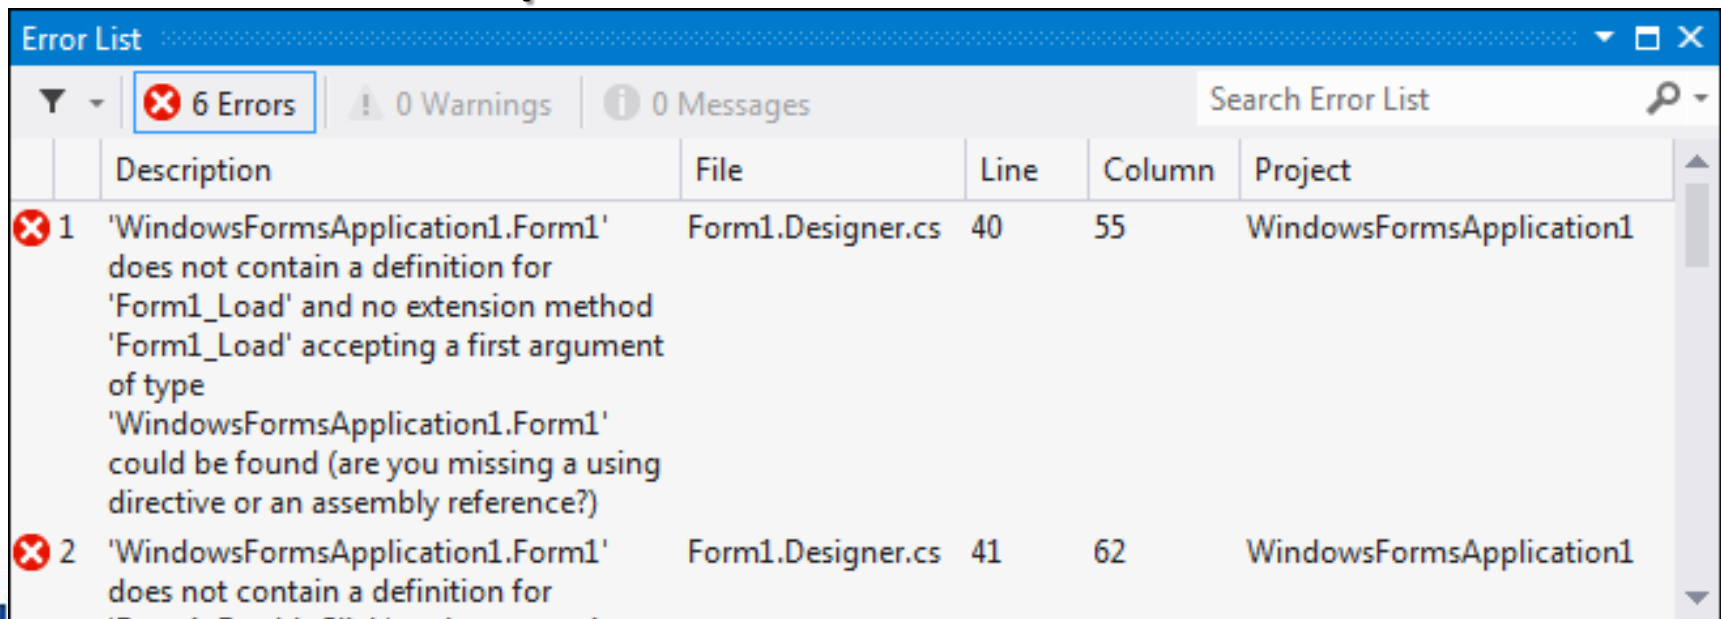 Error List
6 Errors
0 Warnings
0 Messages
Search Error List
Description File Line Column Project
1 'WindowsFormsApplication1.Form1' Form1.Designer.cs 40 55 WindowsFormsApplication1
does not contain a definition for
'Form1_Load' and no extension method
'Form1_Load' accepting a first argument
of type
'WindowsFormsApplication1.Form1'
could be found (are you missing a using
directive or an assembly reference?)
2 'WindowsFormsApplication1.Form1' Form1.Designer.cs 41 62 WindowsFormsApplication1
does not contain a definition for